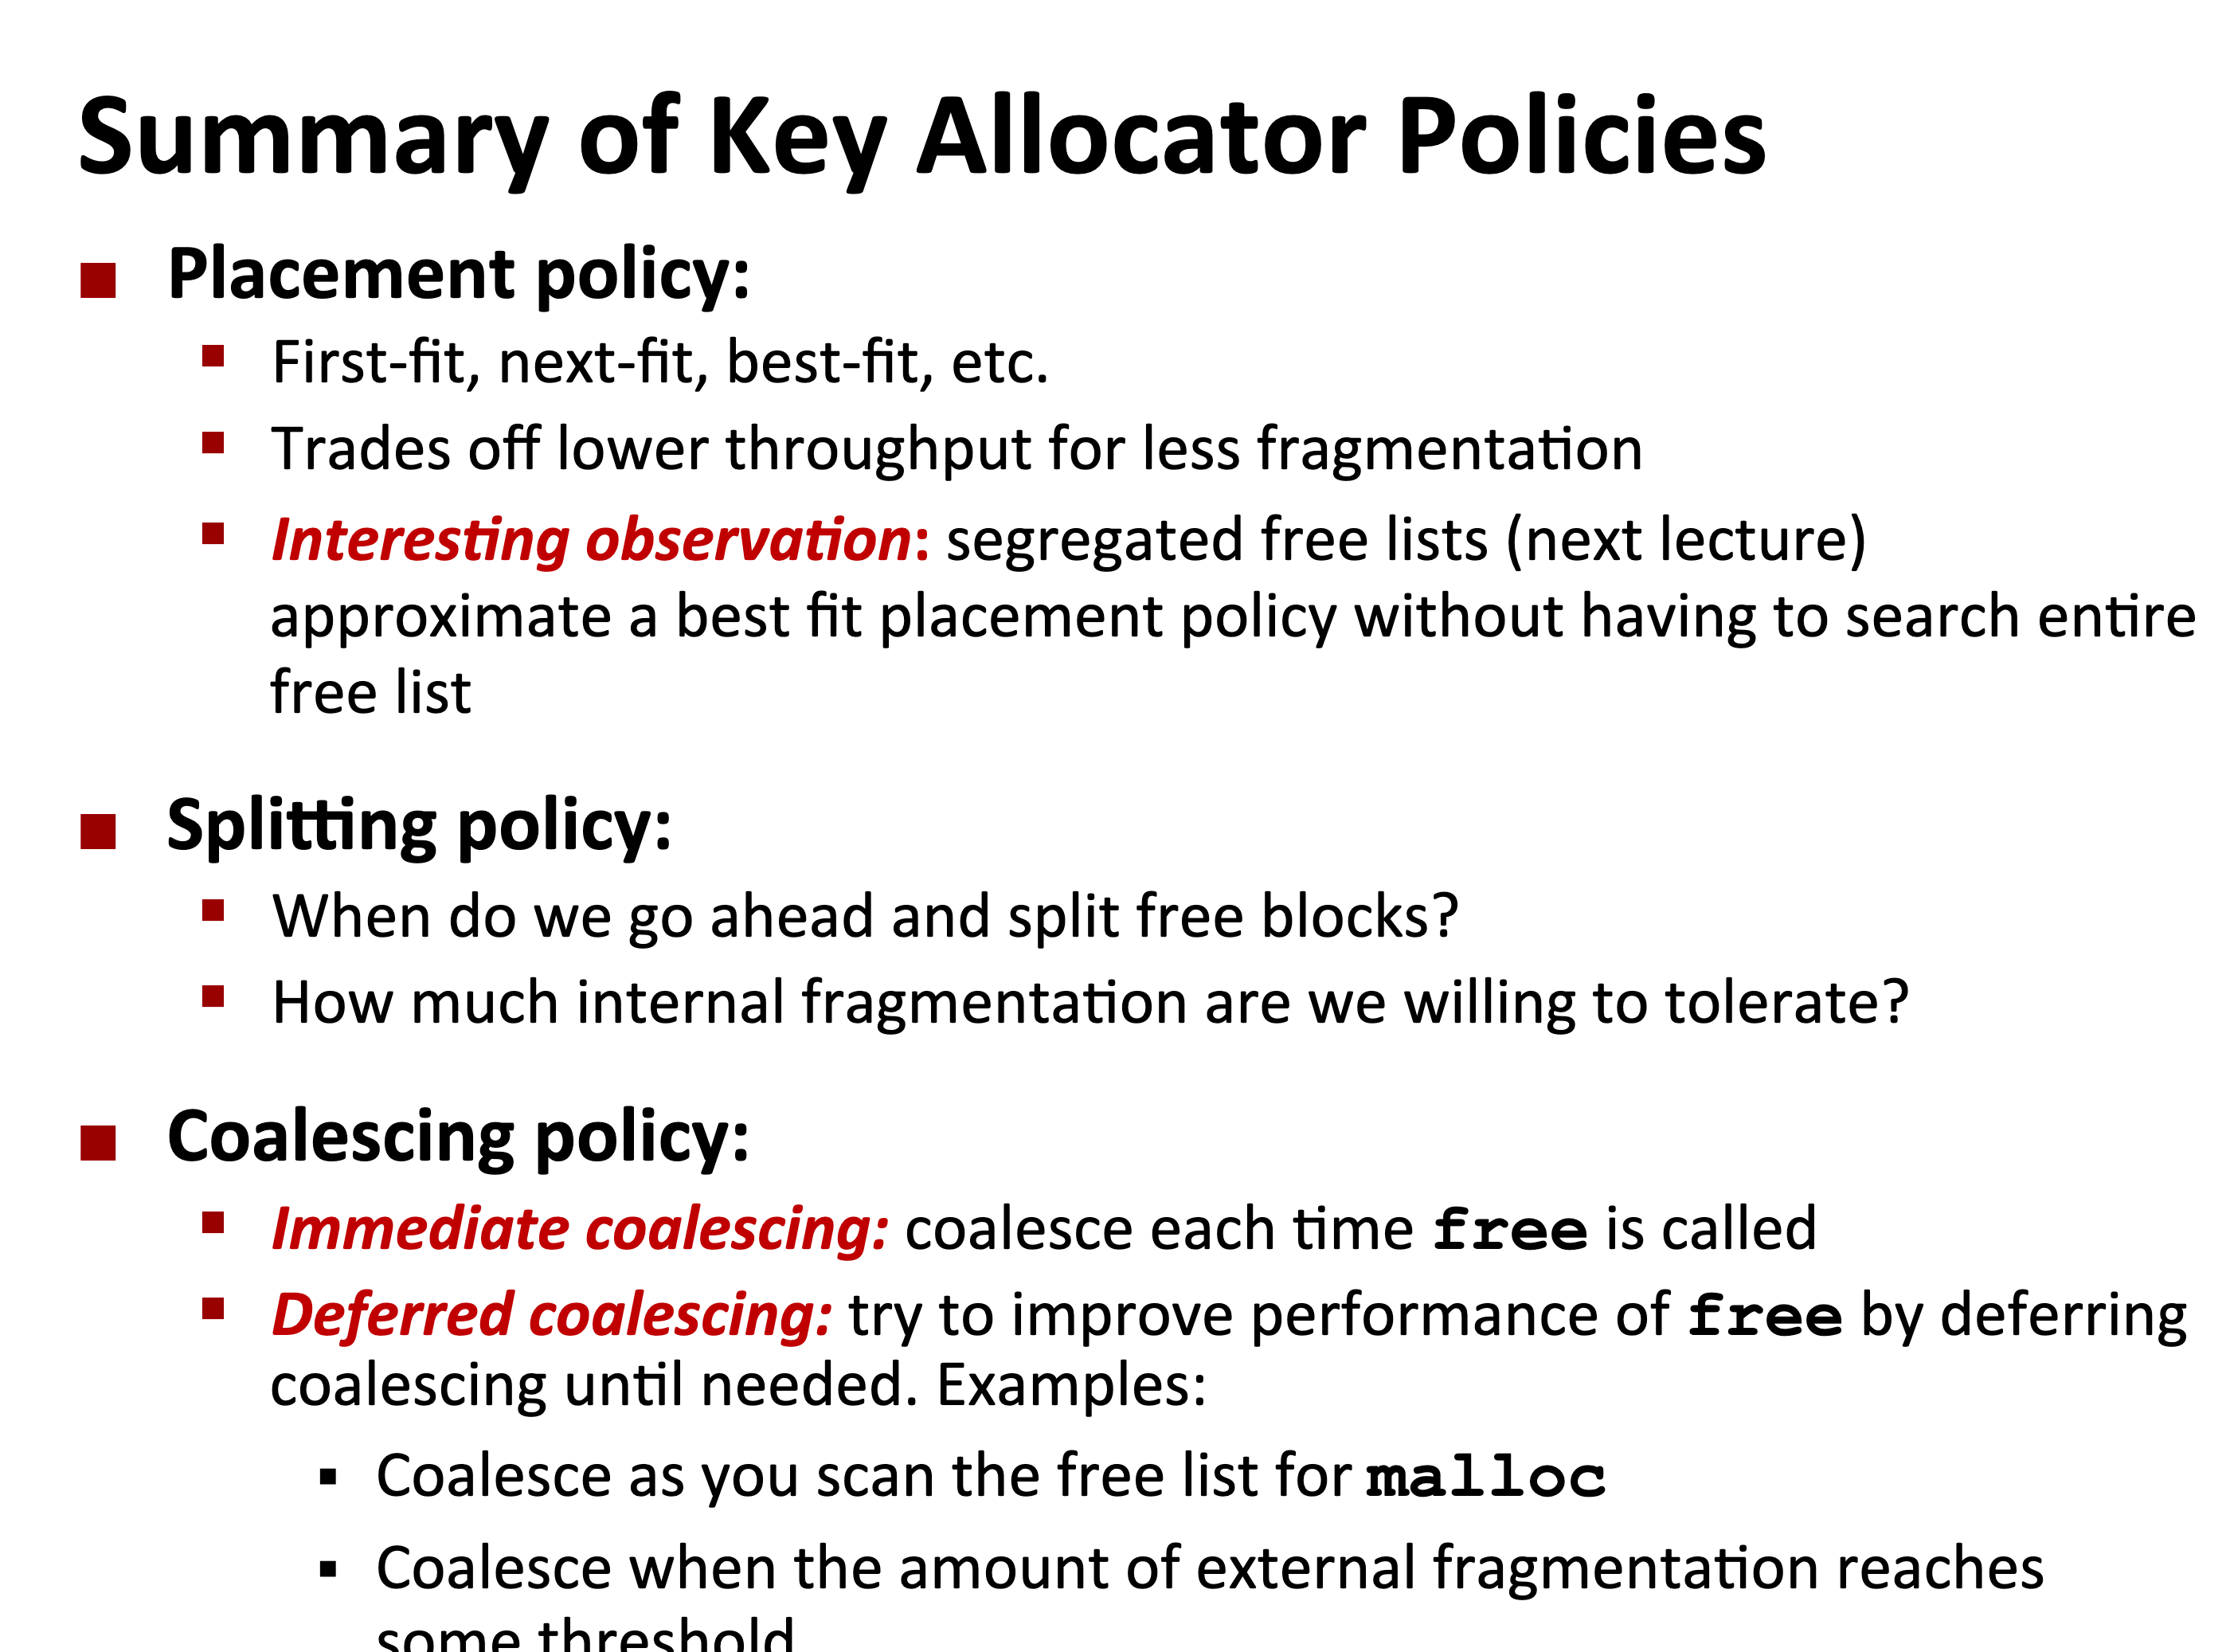 Summary of Key Allocator Policies
Placement policy:
First-fit, next-fit, best-fit, etc.
Trades off lower throughput for less fragmentation
Interesting observation: segregated free lists (next lecture)
approximate a best fit placement policy without having to search entire
free list
Splitting policy:
When do we go ahead and split free blocks?
How much internal fragmentation are we willing to tolerate?
Coalescing policy:
Immediate coalescing: coalesce each time free is called
Deferred coalescing: try to improve performance of free by deferring
coalescing until needed. Examples:
Coalesce as you scan the free list for malloc
Coalesce when the amount of external fragmentation reaches
some threshold